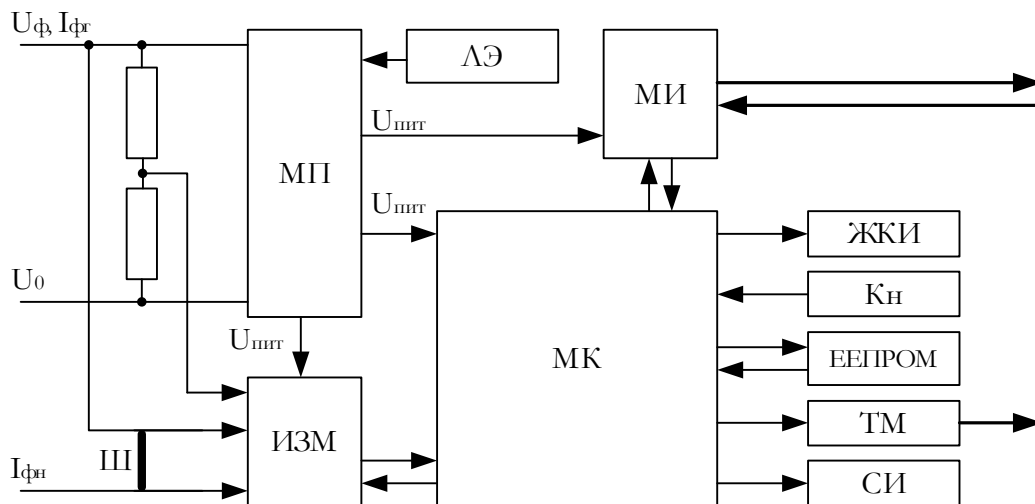 Uф, Iфг
ЛЭ
МИ
Uпит
МП
Uпит
ЖКИ
U0
Кн
Uпит
МК
ЕЕПРОМ
ТМ
ИЗМ
Ш
Iфн
СИ